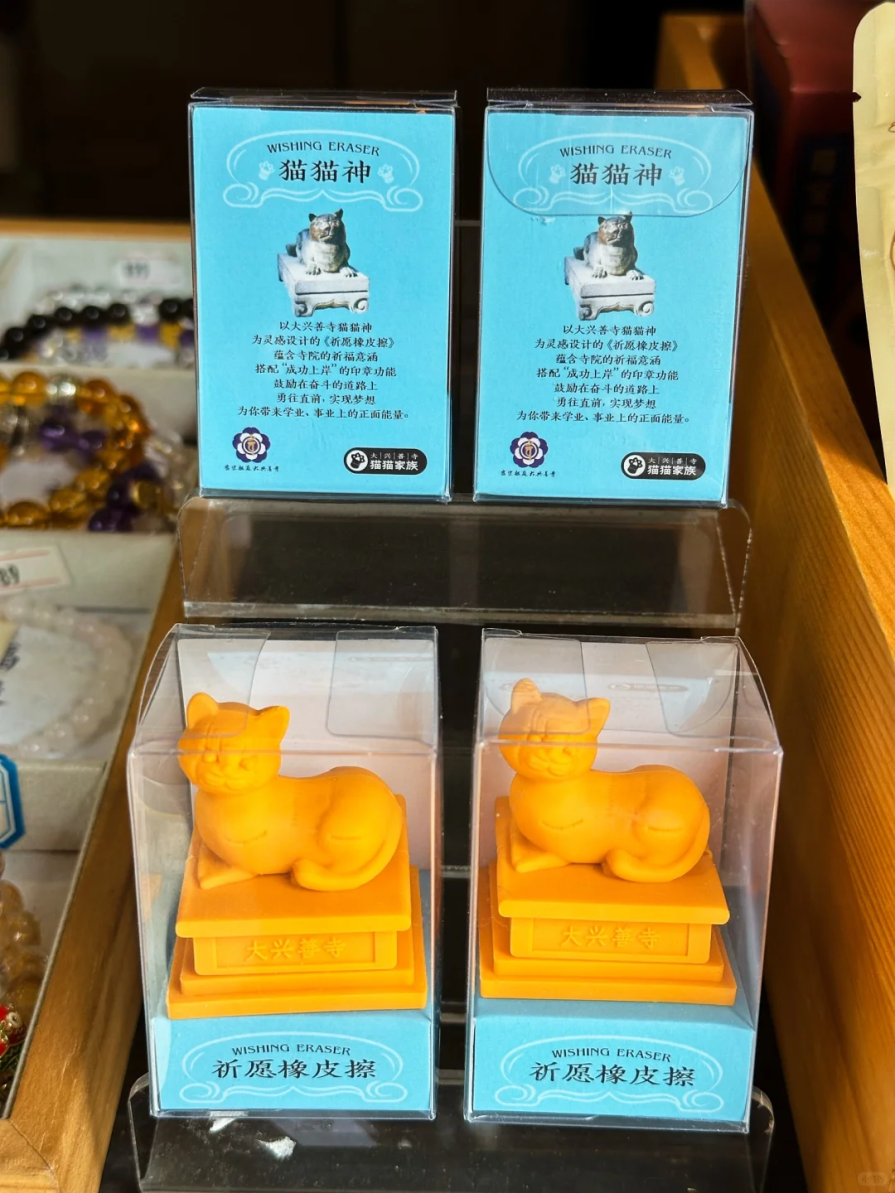 WISHING ERASER
猫猫神
以大兴善寺猫猫神
为灵感设计的《祈愿橡皮擦》
蕴含寺院的祈福意涵
搭配“成功上岸”的印章功能
鼓励在奋斗的道路上
勇往直前，实现梦想
为你带来学业、事业上的正面能量。
大|兴|善|寺
猫猫家族
WISHING ERASER
猫猫神
以大兴善寺猫猫神
为灵感设计的《祈愿橡皮擦》
蕴含寺院的祈福意涵
搭配“成功上岸”的印章功能
鼓励在奋斗的道路上
勇往直前，实现梦想
为你带来学业、事业上的正面能量。
大|兴|善|寺
猫猫家族
大兴善寺
WISHING ERASER
祈愿橡皮擦
大兴善寺
WISHING ERASER
祈愿橡皮擦